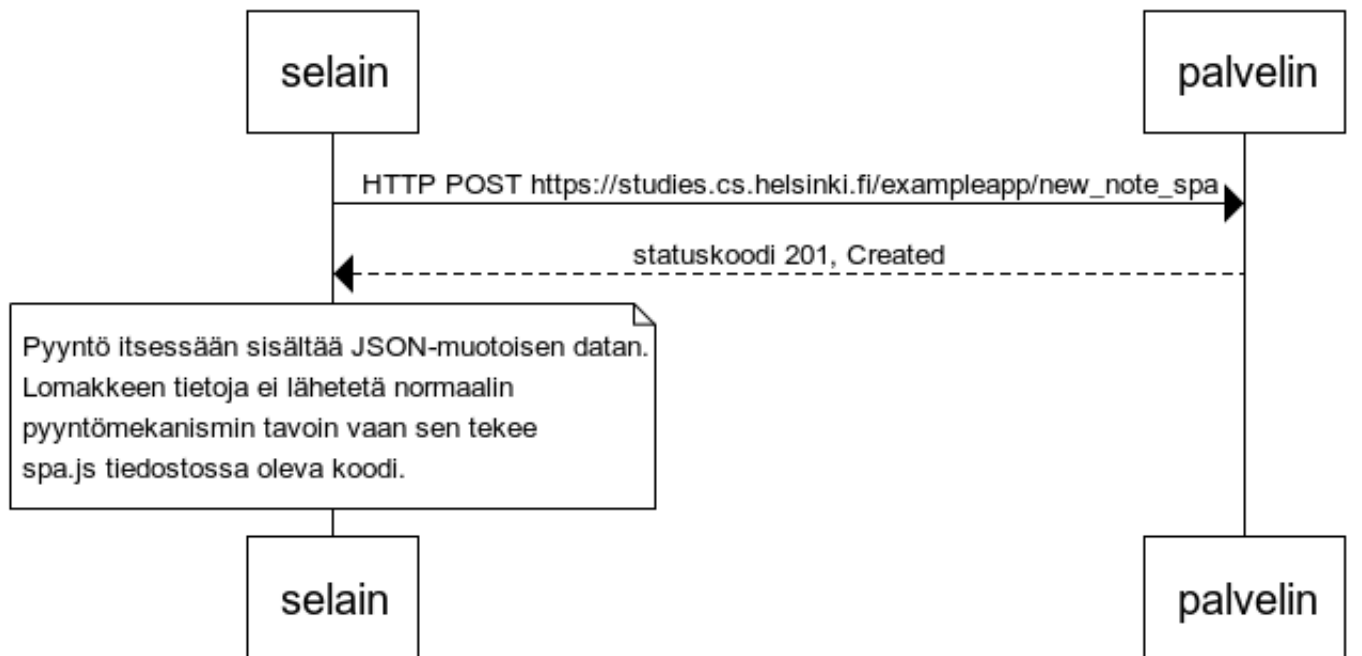 selain
palvelin
HTTP POST https://studies.cs.helsinki.fi/exampleapp/new_note_spa
statuskoodi 201, Created
Pyyntö itsessään sisältää JSON-muotoisen datan.
Lomakkeen tietoja ei lähetetä normaalin
pyyntömekanismin tavoin vaan sen tekee
spa.js tiedostossa oleva koodi.
selain
palvelin